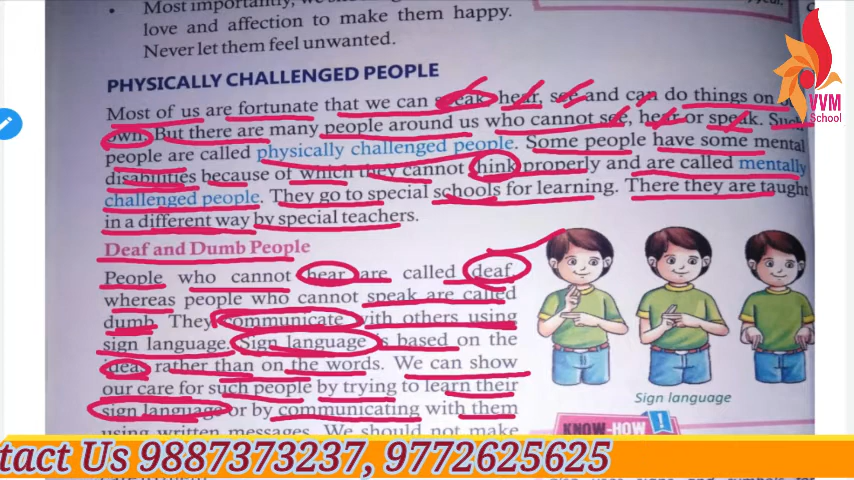 • Most importantly, we
love and affection to make them happy.
Never let them feel unwanted.
PHYSICALLY CHALLENGED PEOPLE
Most of us are fortunate that we can speak, hear, see and can do things on
own. But there are many people around us who cannot see, hear or speak. Such
people are called physically challenged people. Some people have some mental
disabilities because of which they cannot think properly and are called mentally
challenged people. They go to special schools for learning. There they are taught
in a different way by special teachers.
Deaf and Dumb People
People who cannot hear are called deaf,
whereas people who cannot speak are called
dumb. They communicate with others using
sign language. Sign language is based on the
idea rather than on the words. We can show
our care for such people by trying to learn their
sign language or by communicating with them
using written messages. We should not make
Sign language
KNOW-HOW !
signs and symbols for
VVM
School
tact Us 9887373237, 9772625625